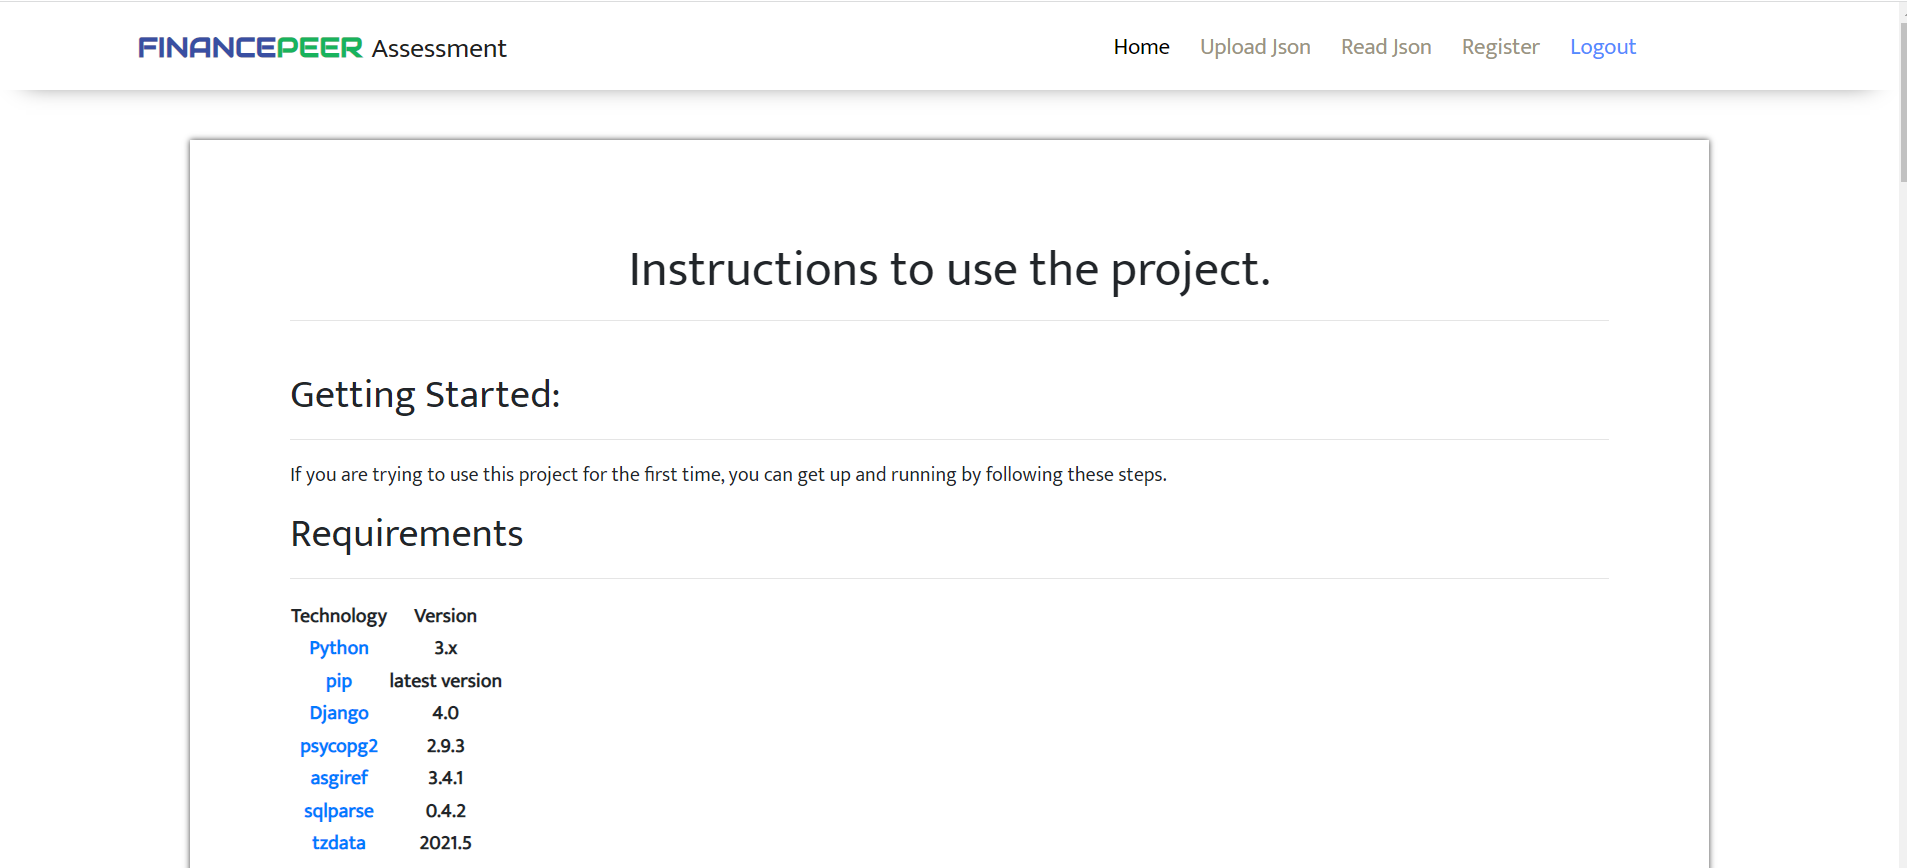 FINANCEPEER Assessment Home Upload Json Read Json Register Logout
Instructions to use the project.
Getting Started:
If you are trying to use this project for the first time, you can get up and running by following these steps.
Requirements
Technology Version
Python 3.x
pip latest version
Django 4.0
psycopg2 2.9.3
asgiref 3.4.1
sqlparse 0.4.2
tzdata 2021.5